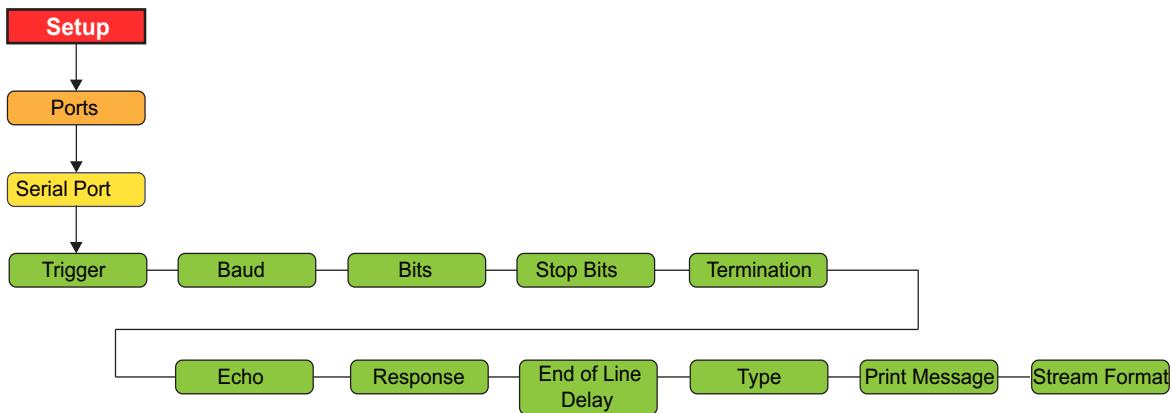 Setup
Ports
Serial Port
Trigger
Baud
Bits
Stop Bits
Termination
Echo
Response
End of Line
Delay
Type
Print Message
Stream Format